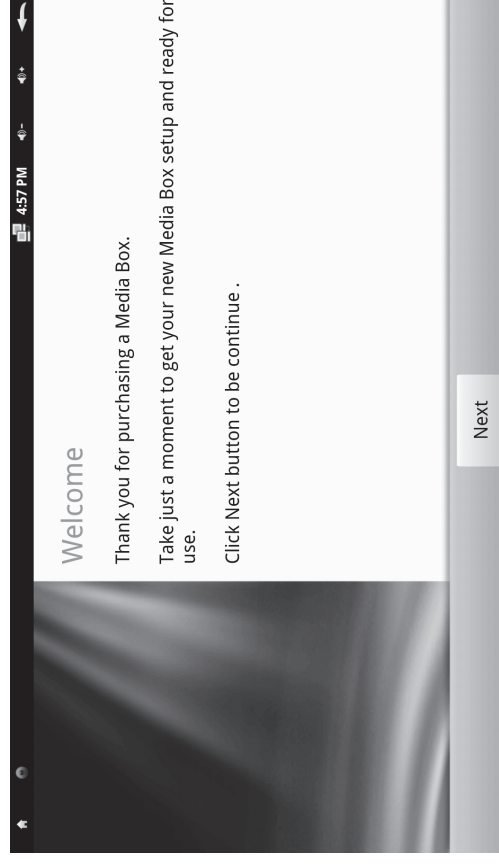 4:57 PM
Welcome
Thank you for purchasing a Media Box.
Take just a moment to get your new Media Box setup and ready for
use.
Click Next button to be continue .
Next